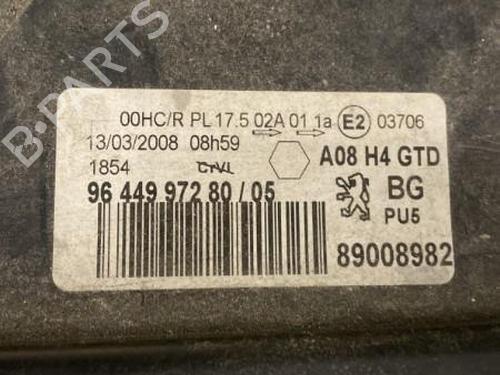 B-PARTS
00HC/R PL 17.5 02A 01 1a E2 03706
13/03/2008 08h59
1854 CTVL A08 H4 GTD
96 449 972 80 / 05 BG
PU5
89008982